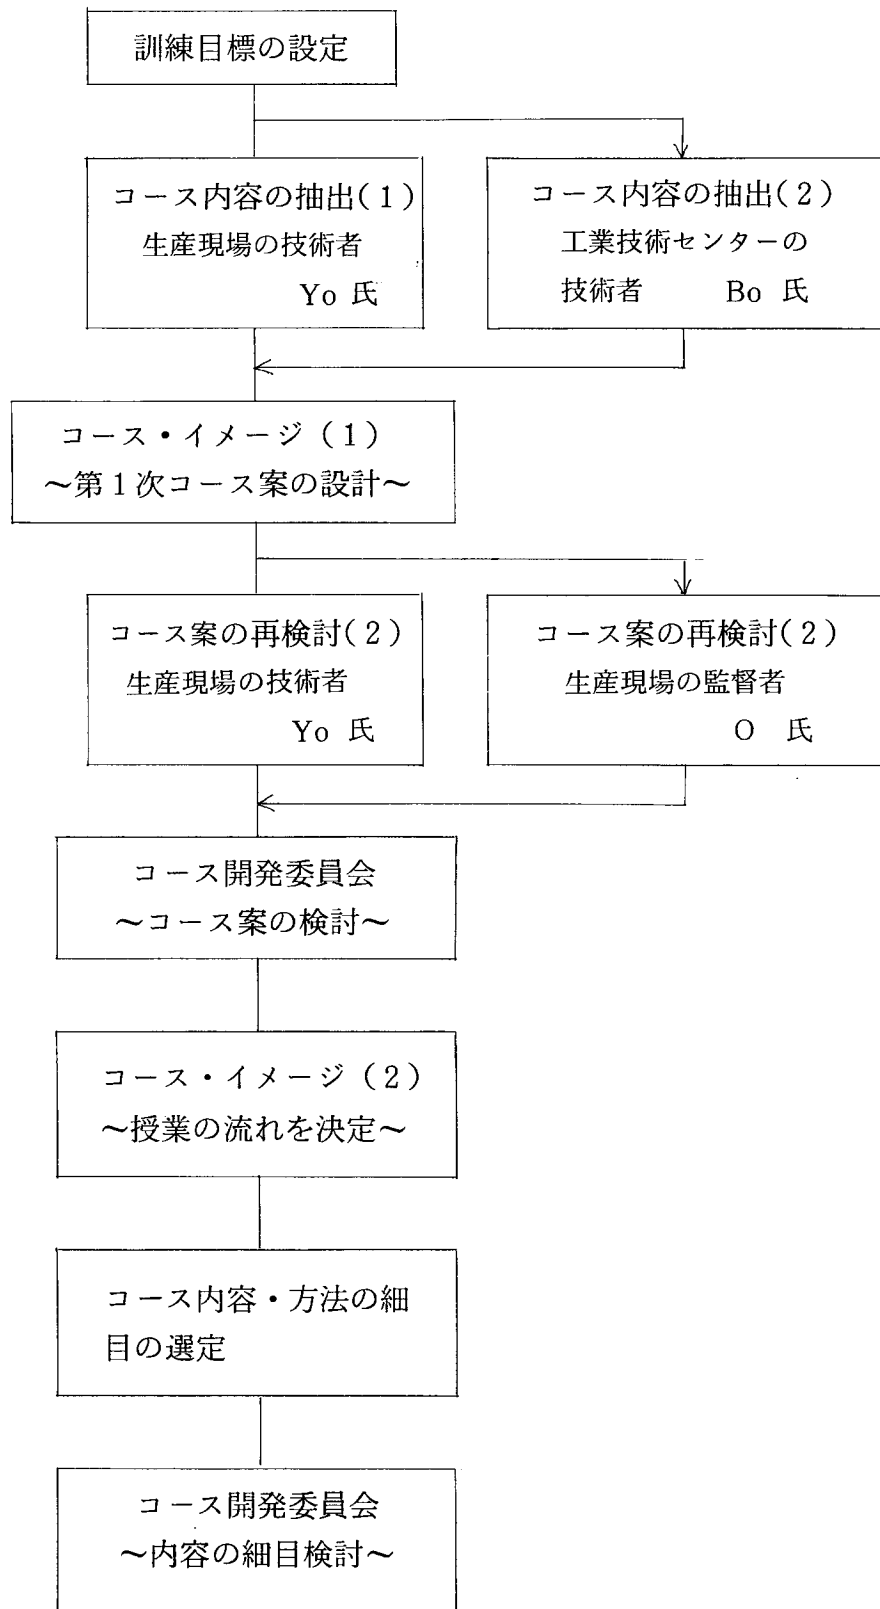 訓練目標の設定
コース内容の抽出(1)
生産現場の技術者
Yo 氏
コース内容の抽出(2)
工業技術センターの
技術者 Bo 氏
コース・イメージ(1)
～第1次コース案の設計～
コース案の再検討(2)
生産現場の技術者
Yo 氏
コース案の再検討(2)
生産現場の監督者
O 氏
コース開発委員会
～コース案の検討～
コース・イメージ(2)
～授業の流れを決定～
コース内容・方法の細
目の選定
コース開発委員会
～内容の細目検討～